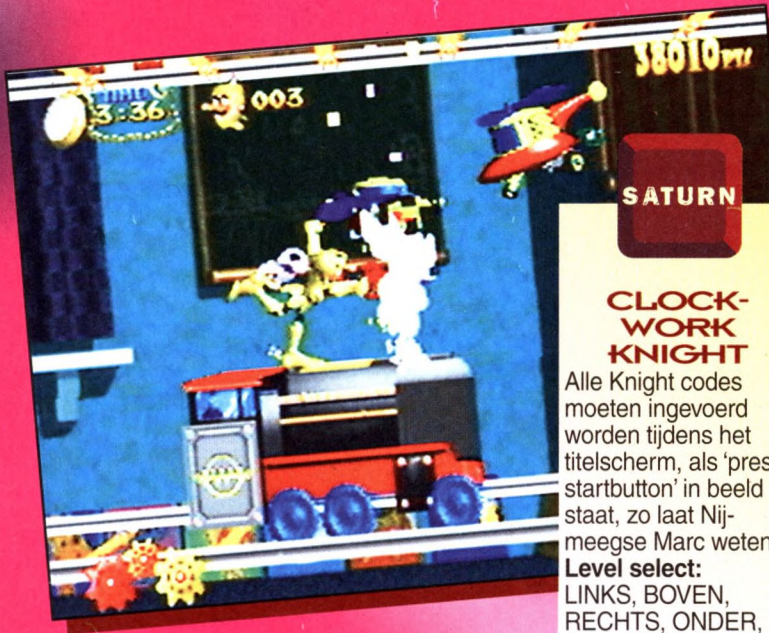 TIME
3:36
003
38010 PTS
SATURN
CLOCK-
WORK
KNIGHT
Alle Knight codes
moeten ingevoerd
worden tijdens het
titelscherm, als ‘pres
startbutton’ in beeld
staat, zo laat Nij-
meegse Marc weten
Level select:
LINKS, BOVEN,
RECHTS, ONDER,